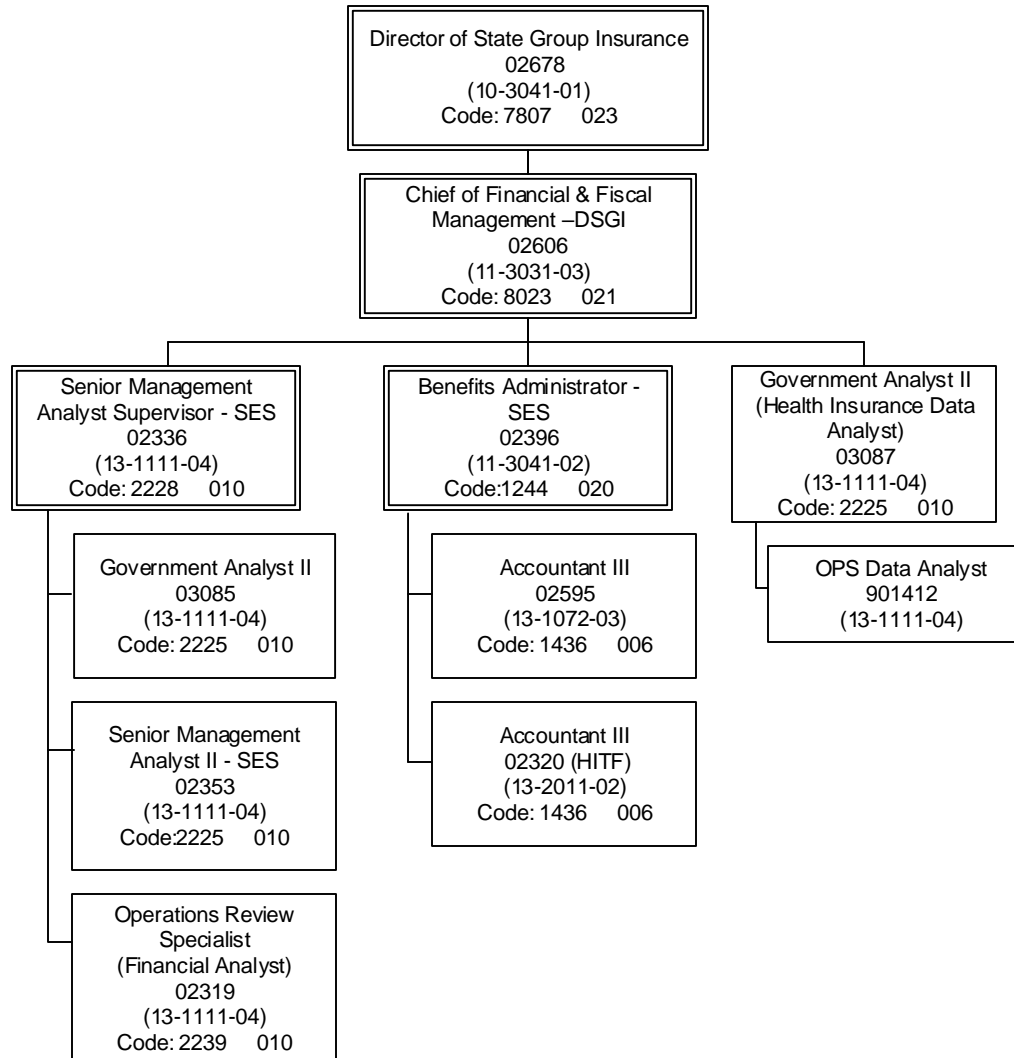 Director of State Group Insurance
02678
(10-3041-01)
Code: 7807 023
Chief of Financial & Fiscal
Management –DSGI
02606
(11-3031-03)
Code: 8023 021
Senior Management
Analyst Supervisor - SES
02336
(13-1111-04)
Code: 2228 010
Government Analyst II
03085
(13-1111-04)
Code: 2225 010
Senior Management
Analyst II - SES
02353
(13-1111-04)
Code:2225 010
Operations Review
Specialist
(Financial Analyst)
02319
(13-1111-04)
Code: 2239 010
Benefits Administrator -
SES
02396
(11-3041-02)
Code:1244 020
Accountant III
02595
(13-1072-03)
Code: 1436 006
Accountant III
02320 (HITF)
(13-2011-02)
Code: 1436 006
Government Analyst II
(Health Insurance Data
Analyst)
03087
(13-1111-04)
Code: 2225 010
OPS Data Analyst
901412
(13-1111-04)